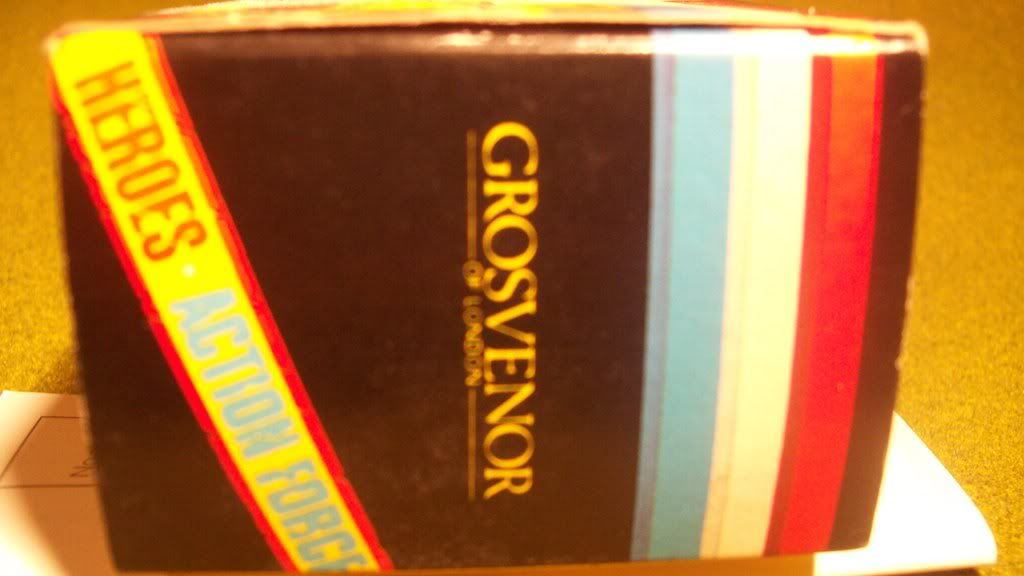 HEROES · ACTION FORCE
GROSVENOR
OF LONDON